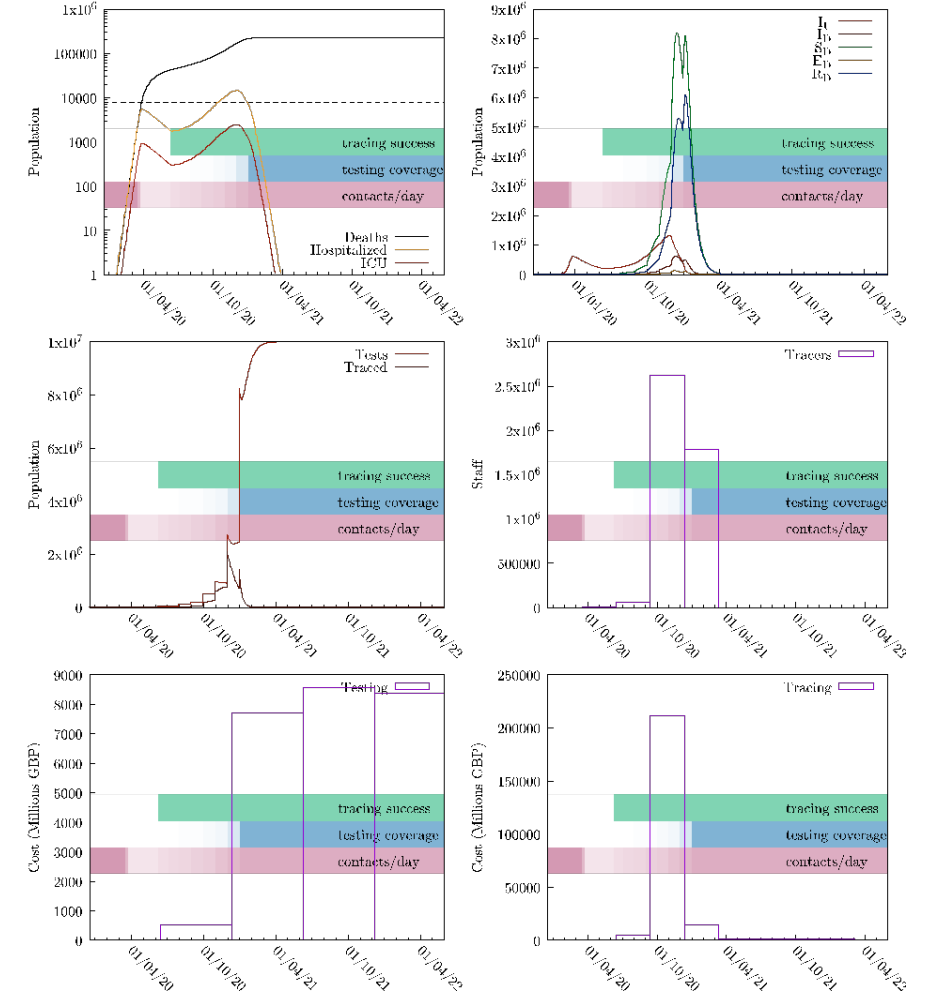 1x10^6
100000
10000
1000
100
10
1
Population
tracing success
testing coverage
contacts/day
Deaths
Hospitalized
ICU
01/04/20
01/10/20
01/04/21
01/10/21
01/04/22
9x10^6
8x10^6
7x10^6
6x10^6
5x10^6
4x10^6
3x10^6
2x10^6
1x10^6
0
Population
I_D
S_D
E_D
R_D
tracing success
testing coverage
contacts/day
01/04/20
01/10/20
01/04/21
01/10/21
01/04/22
1x10^7
8x10^6
6x10^6
4x10^6
2x10^6
0
Population
Tests
Traced
tracing success
testing coverage
contacts/day
01/04/20
01/10/20
01/04/21
01/10/21
01/04/22
3x10^6
2.5x10^6
2x10^6
1.5x10^6
1x10^6
500000
0
Staff
Tracers
tracing success
testing coverage
contacts/day
01/04/20
01/10/20
01/04/21
01/10/21
01/04/22
9000
8000
7000
6000
5000
4000
3000
2000
1000
0
Cost (Millions GBP)
Testing
tracing success
testing coverage
contacts/day
01/04/20
01/10/20
01/04/21
01/10/21
01/04/22
250000
200000
150000
100000
50000
0
Cost (Millions GBP)
Tracing
tracing success
testing coverage
contacts/day
01/04/20
01/10/20
01/04/21
01/10/21
01/04/22